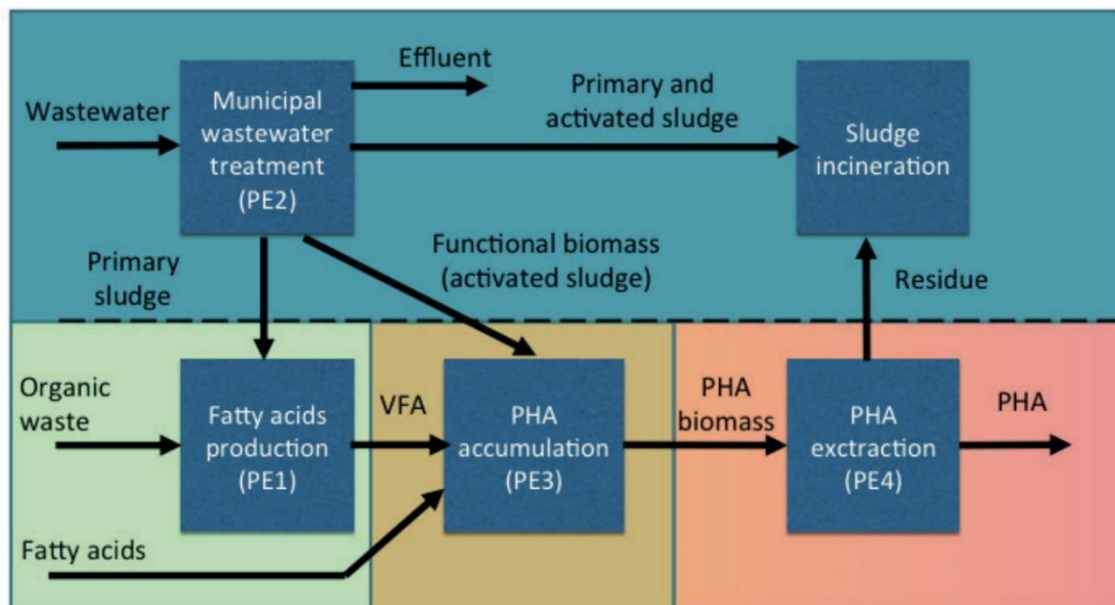 Effluent
Wastewater
Municipal
wastewater
treatment
(PE2)
Primary and
activated sludge
Sludge
incineration
Primary
sludge
Functional biomass
(activated sludge)
Residue
Organic
waste
Fatty acids
production
(PE1)
VFA
PHA
accumulation
(PE3)
PHA
biomass
PHA
exctraction
(PE4)
PHA
Fatty acids